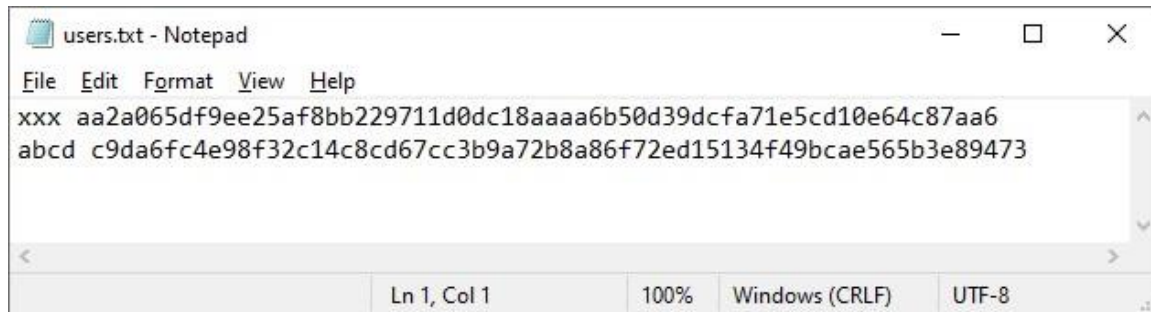 users.txt - Notepad
File Edit Format View Help
xxx aa2a065df9ee25af8bb229711d0dc18aaaa6b50d39dcfa71e5cd10e64c87aa6
abcd c9da6fc4e98f32c14c8cd67cc3b9a72b8a86f72ed15134f49bcae565b3e89473
Ln 1, Col 1 100% Windows (CRLF) UTF-8